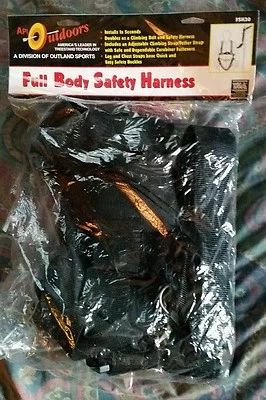 FSH20
API
Outdoors
AMERICA'S LEADER IN
TREESTAND TECHNOLOGY
A DIVISION OF OUTLAND SPORTS
• Installs In Seconds
• Doubles as a Climbing Belt and Safety Harness
• Includes an Adjustable Climbing Strap/Tether Strap
with Safe and Dependable Carabiner Fasteners
• Leg and Chest Straps have Quick and
Easy Safety Buckles
Full Body Safety Harness